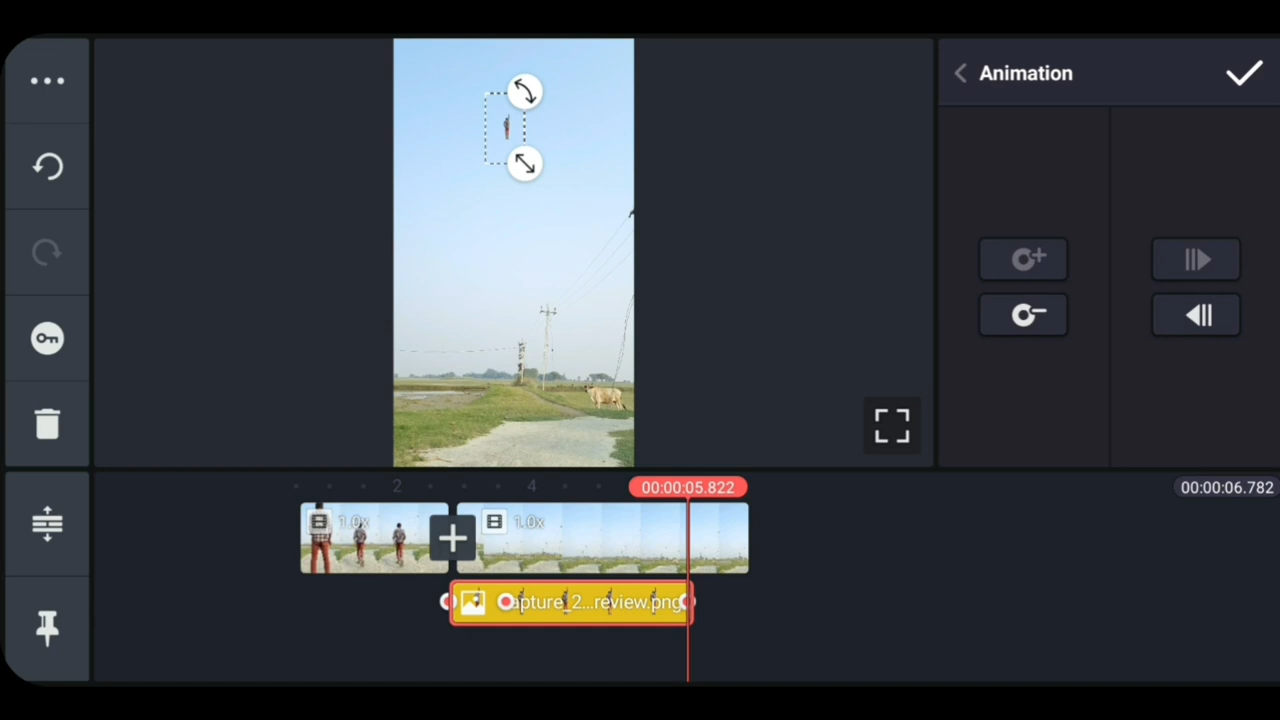 Animation
2
4
00:00:05.822
00:00:06.782
1.0x
1.0x
apture_2...review.png